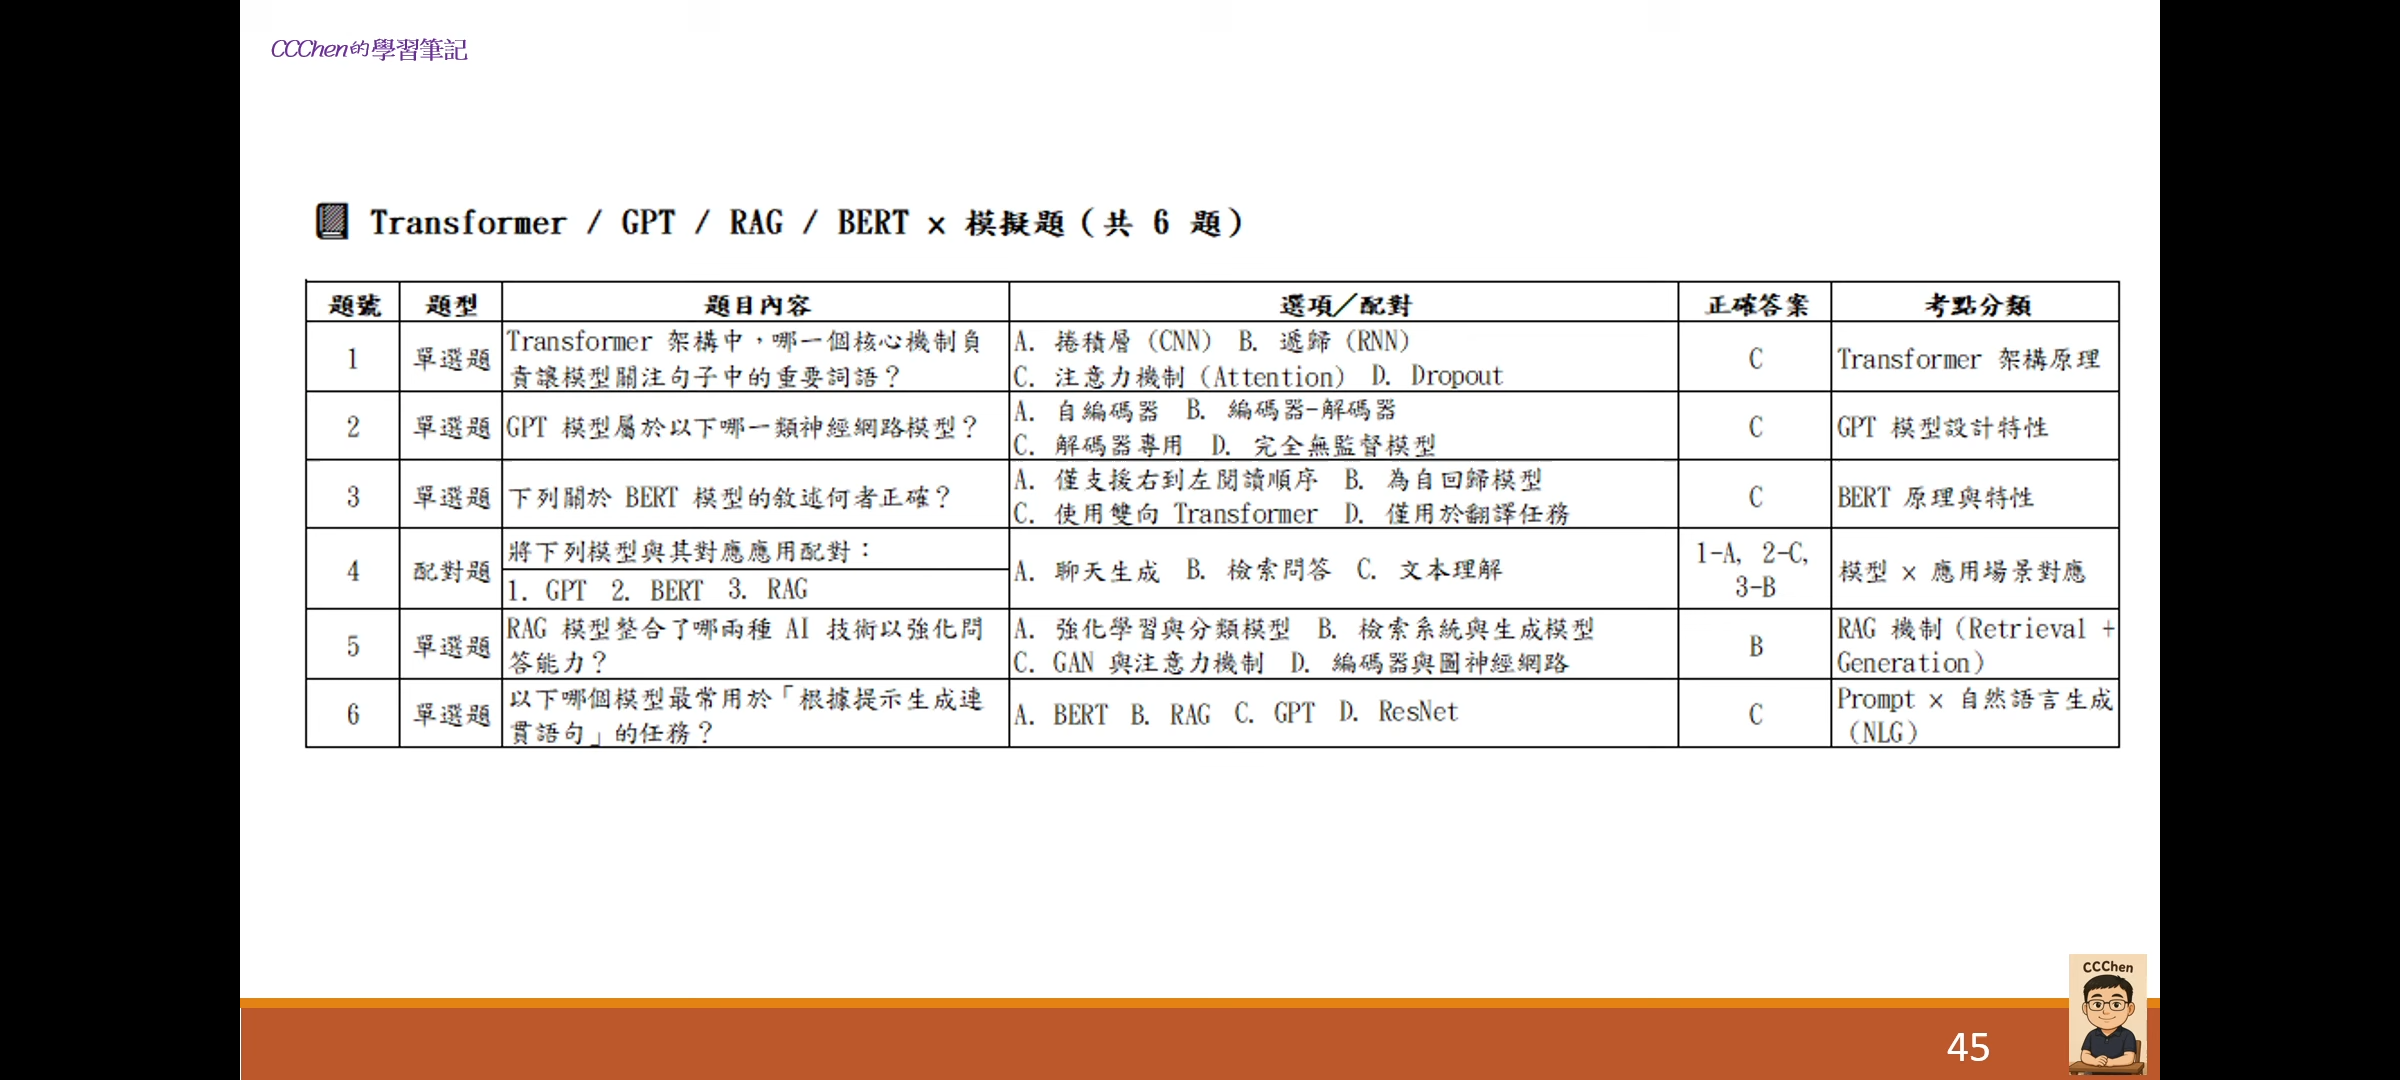 CCChen的學習筆記
Transformer / GPT / RAG / BERT × 模擬題（共 6 題）
題號 題型 題目內容 選項／配對 正確答案 考點分類
1 單選題 Transformer 架構中，哪一個核心機制負責讓模型關注句子中的重要詞語？ A. 捲積層（CNN） B. 遞歸（RNN） C. 注意力機制（Attention） D. Dropout C Transformer 架構原理
2 單選題 GPT 模型屬於以下哪一類神經網路模型？ A. 自編碼器 B. 編碼器-解碼器 C. 解碼器專用 D. 完全無監督模型 C GPT 模型設計特性
3 單選題 下列關於 BERT 模型的敘述何者正確？ A. 僅支援右到左閱讀順序 B. 為自回歸模型 C. 使用雙向 Transformer D. 僅用於翻譯任務 C BERT 原理與特性
4 配對題 將下列模型與其對應應用配對： 1. GPT 2. BERT 3. RAG A. 聊天生成 B. 檢索問答 C. 文本理解 1-A, 2-C, 3-B 模型 × 應用場景對應
5 單選題 RAG 模型整合了哪兩種 AI 技術以強化問答能力？ A. 強化學習與分類模型 B. 檢索系統與生成模型 C. GAN 與注意力機制 D. 編碼器與圖神經網路 B RAG 機制（Retrieval + Generation）
6 單選題 以下哪個模型最常用於「根據提示生成連貫語句」的任務？ A. BERT B. RAG C. GPT D. ResNet C Prompt × 自然語言生成（NLG）
CCChen
45